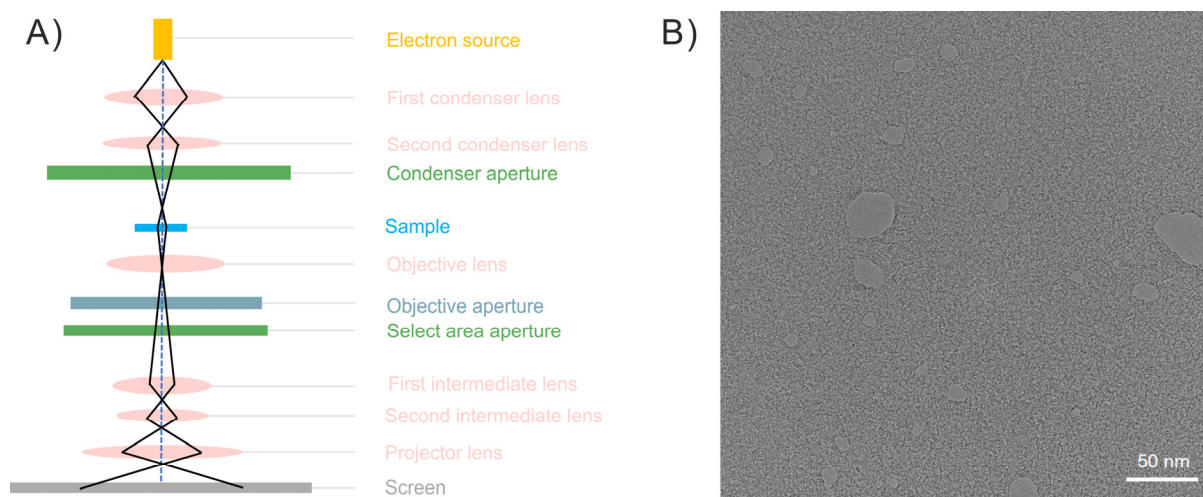 A)
Electron source
First condenser lens
Second condenser lens
Condenser aperture
Sample
Objective lens
Objective aperture
Select area aperture
First intermediate lens
Second intermediate lens
Projector lens
Screen
B)
50 nm